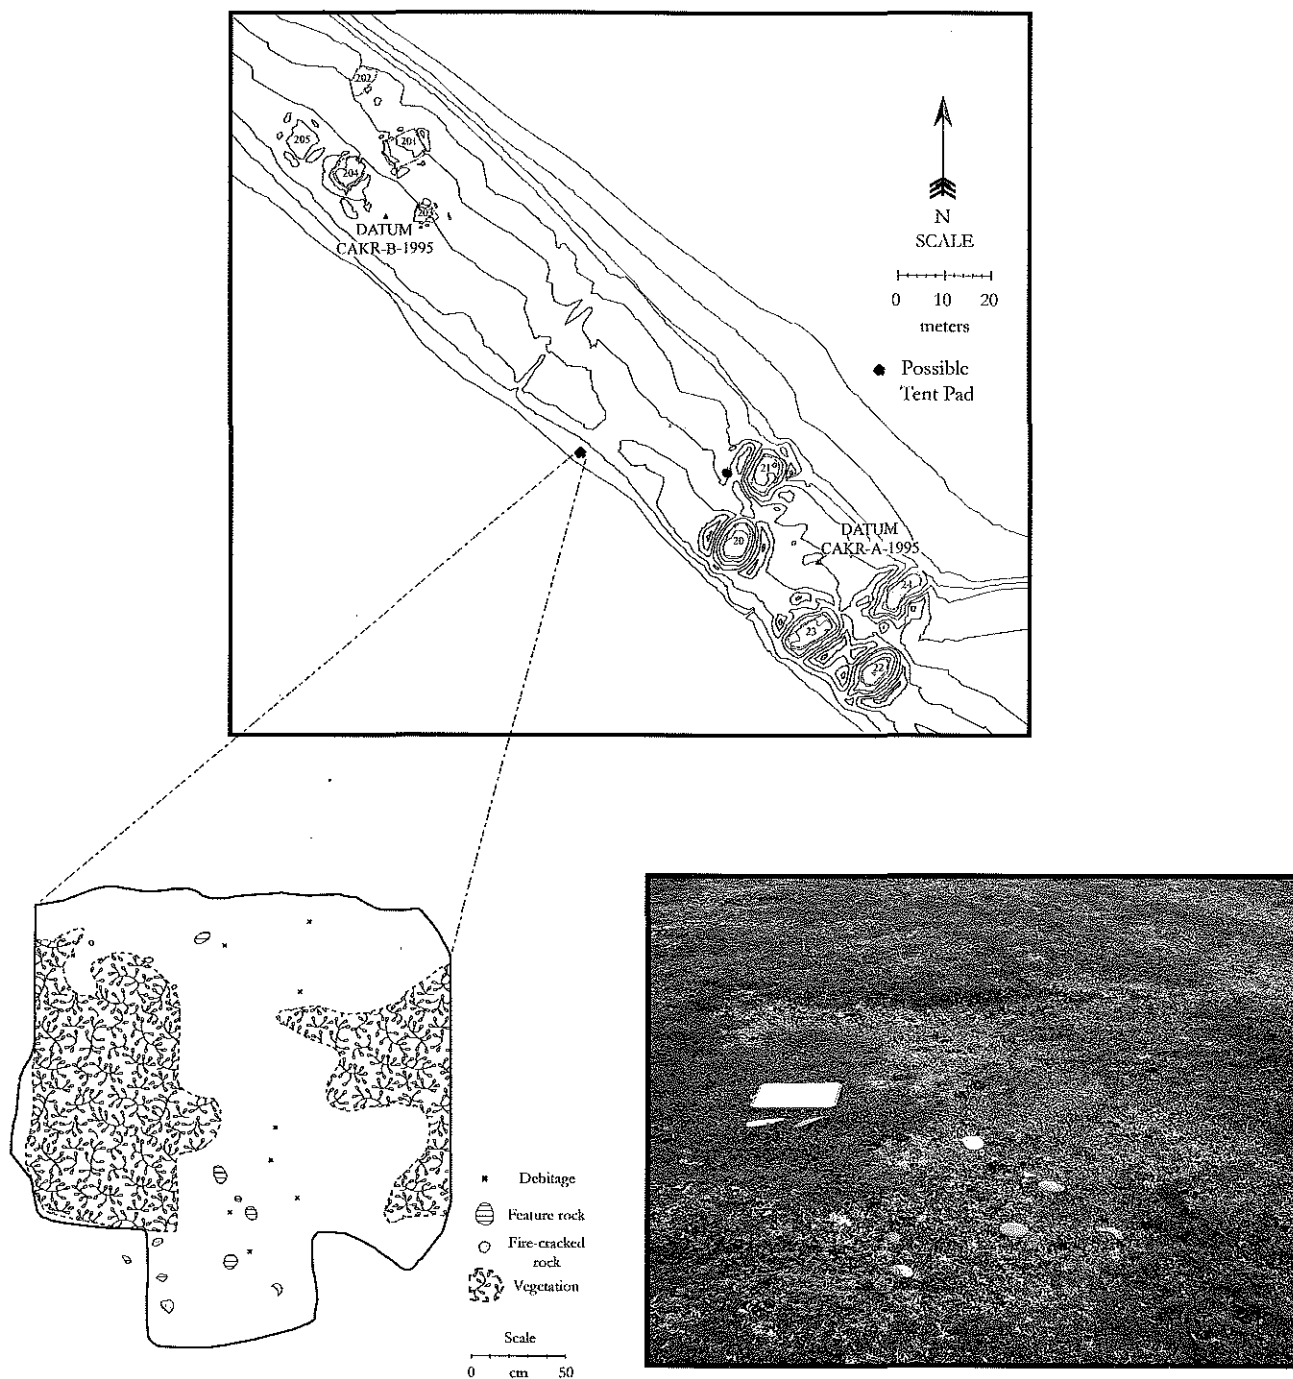 202
205
201
204
203
DATUM
CAKR-B-1995
N
SCALE
0 10 20
meters
Possible
Tent Pad
21
20
DATUM
CAKR-A-1995
24
23
22
Debitage
Feature rock
Fire-cracked
rock
Vegetation
Scale
0 cm 50